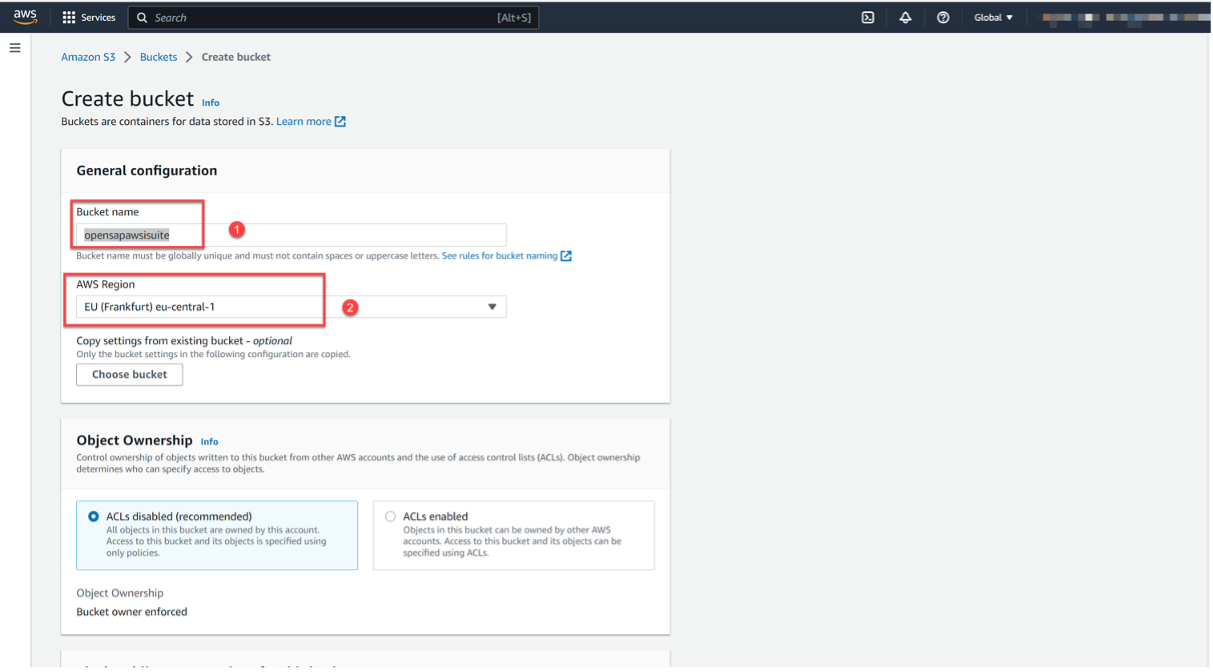 aws
Services
Search
[Alt+S]
Global
Amazon S3 > Buckets > Create bucket
Create bucket Info
Buckets are containers for data stored in S3. Learn more
General configuration
Bucket name
opensapawsisuite
1
Bucket name must be globally unique and must not contain spaces or uppercase letters. See rules for bucket naming
AWS Region
EU (Frankfurt) eu-central-1
2
Copy settings from existing bucket - optional
Only the bucket settings in the following configuration are copied.
Choose bucket
Object Ownership Info
Control ownership of objects written to this bucket from other AWS accounts and the use of access control lists (ACLs). Object ownership
determines who can specify access to objects.
ACLs disabled (recommended)
All objects in this bucket are owned by this account.
Access to this bucket and its objects is specified using
only policies.
ACLs enabled
Objects in this bucket can be owned by other AWS
accounts. Access to this bucket and its objects can be
specified using ACLs.
Object Ownership
Bucket owner enforced